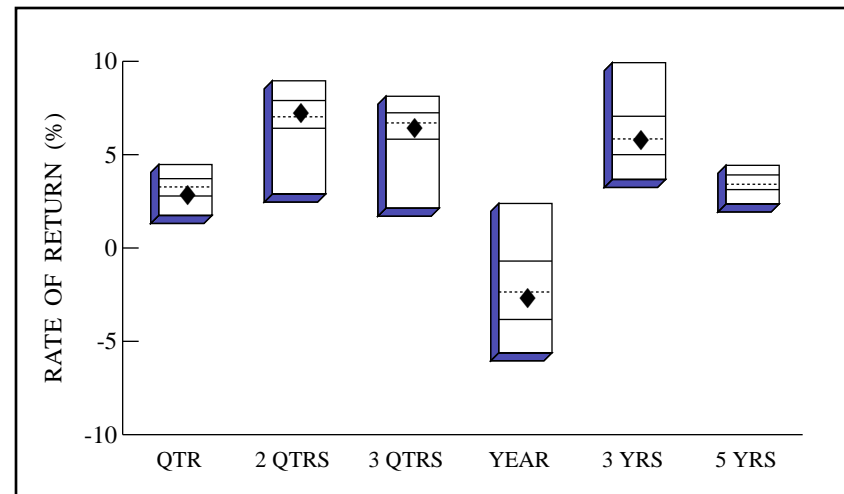 RATE OF RETURN (%)
10
5
0
-5
-10
QTR 2 QTRS 3 QTRS YEAR 3 YRS 5 YRS